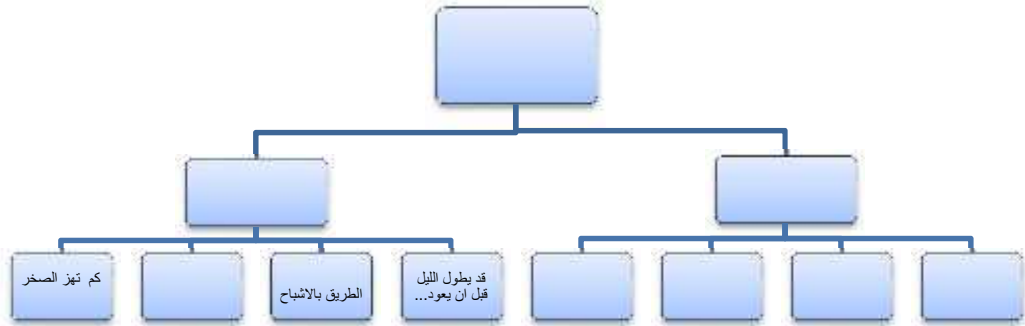 قد يطول الليل
قبل ان يعود...
الطريق بالاشباح
كم تهز الصخر